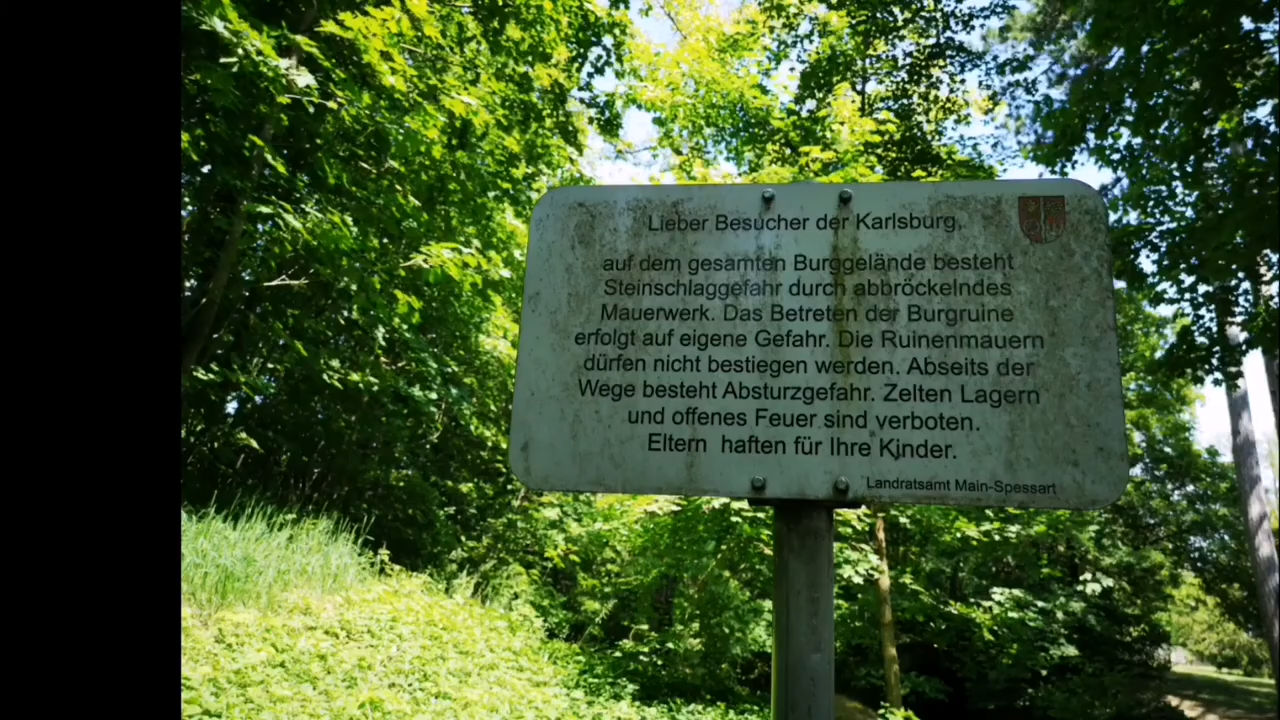 Lieber Besucher der Karlsburg,
auf dem gesamten Burggelände besteht
Steinschlaggefahr durch abbröckelndes
Mauerwerk. Das Betreten der Burgruine
erfolgt auf eigene Gefahr. Die Ruinenmauern
dürfen nicht bestiegen werden. Abseits der
Wege besteht Absturzgefahr. Zelten Lagern
und offenes Feuer sind verboten.
Eltern haften für Ihre Kinder.
Landratsamt Main-Spessart